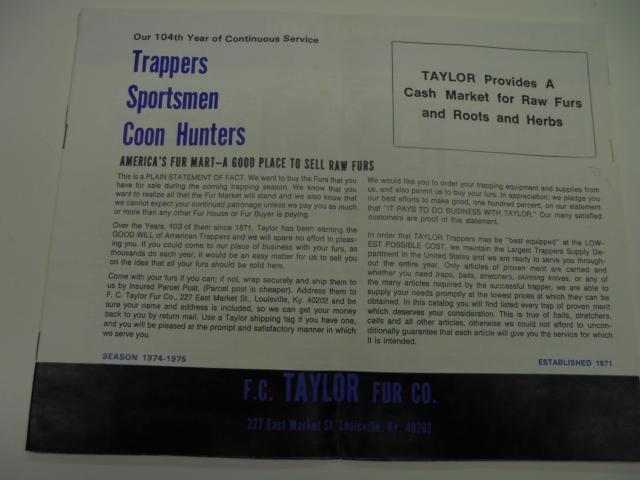 Our 104th Year of Continuous Service
Trappers
Sportsmen
Coon Hunters
TAYLOR Provides A
Cash Market for Raw Furs
and Roots and Herbs
AMERICA'S FUR MART—A GOOD PLACE TO SELL RAW FURS
This is a PLAIN STATEMENT OF FACT. We want to buy the Furs that you
have for sale during the coming trapping season. We know that you
want to realize all that the Fur Market will stand and we also know that
we cannot expect your continued patronage unless we pay you as much
or more than any other Fur House or Fur Buyer is paying.
Over the Years, 103 of them since 1871, Taylor has been earning the
GOOD WILL of American Trappers and we will spare no effort in pleas-
ing you. If you could come to our place of business with your furs, as
thousands do each year, it would be an easy matter for us to sell you
on the idea that all your furs should be sold here.
Come with your furs if you can; if not, wrap securely and ship them to
us by Insured Parcel Post. (Parcel post is cheaper). Address them to
F. C. Taylor Fur Co., 227 East Market St., Louisville, Ky. 40202 and be
sure your name and address is included, so we can get your money
back to you by return mail. Use a Taylor shipping tag if you have one,
and you will be pleased at the prompt and satisfactory manner in which
we serve you.
We would like you to order your trapping equipment and supplies from
us, and also permit us to buy your furs. In appreciation, we pledge you
our best efforts to make good, one hundred percent, on our statement
that "IT PAYS TO DO BUSINESS WITH TAYLOR." Our many satisfied
customers are proof of this statement.
In order that TAYLOR Trappers may be "best equipped" at the LOW-
EST POSSIBLE COST, we maintain the Largest Trappers Supply De-
partment in the United States and we are ready to serve you through-
out the entire year. Only articles of proven merit are carried and
whether you need traps, baits, stretchers, skinning knives, or any of
the many articles required by the successful trapper, we are able to
supply your needs promptly at the lowest prices at which they can be
obtained. In this catalog you will find listed every trap of proven merit
which deserves your consideration. This is true of baits, stretchers,
calls and all other articles, otherwise we could not afford to uncon-
ditionally guarantee that each article will give you the service for which
it is intended.
SEASON 1974-1975
ESTABLISHED 1871
F.C. TAYLOR FUR CO.
227 East Market St. Louisville, Ky. 40202